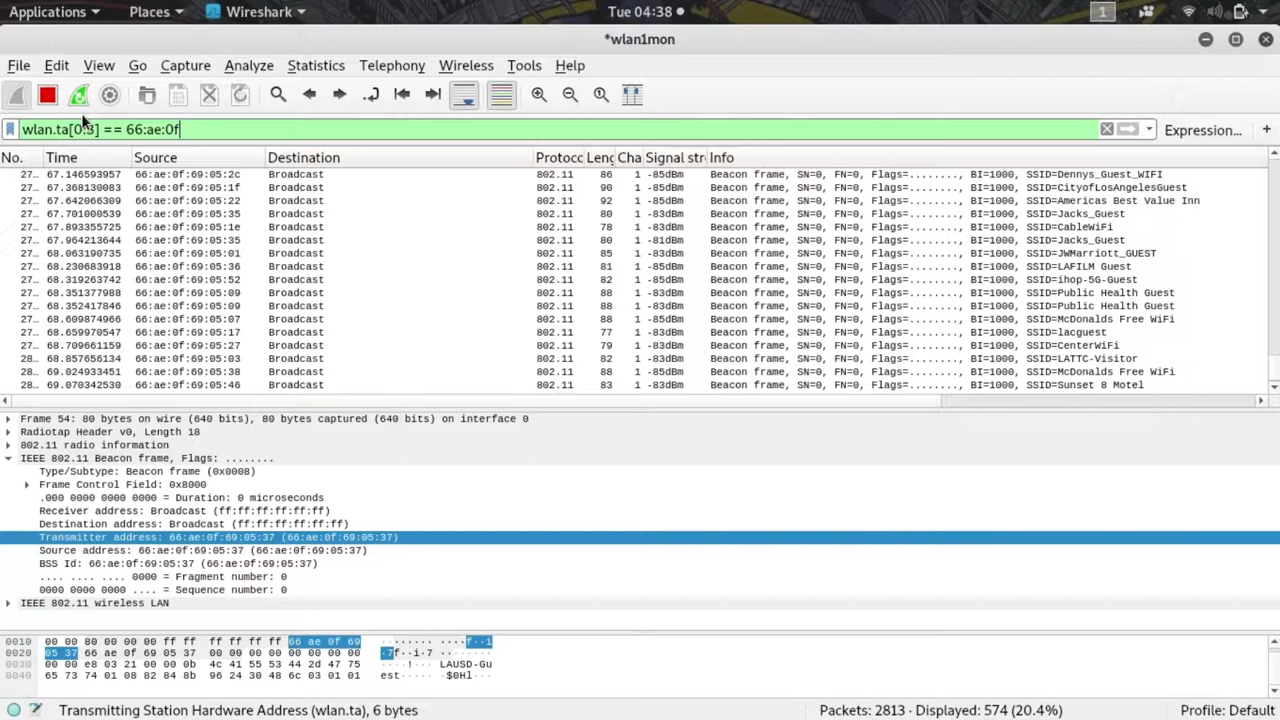 Applications Places Wireshark Tue 04:38 1
*wlan1mon
File Edit View Go Capture Analyze Statistics Telephony Wireless Tools Help
wlan.ta[0:3] == 66:ae:0f Expression... +
No. Time Source Destination Protocc Leng Cha Signal str Info
27… 67.146593957 66:ae:0f:69:05:2c Broadcast 802.11 86 1 -85dBm Beacon frame, SN=0, FN=0, Flags=........, BI=1000, SSID=Dennys_Guest_WIFI
27… 67.368130083 66:ae:0f:69:05:1f Broadcast 802.11 90 1 -85dBm Beacon frame, SN=0, FN=0, Flags=........, BI=1000, SSID=CityofLosAngelesGuest
27… 67.642066309 66:ae:0f:69:05:22 Broadcast 802.11 92 1 -85dBm Beacon frame, SN=0, FN=0, Flags=........, BI=1000, SSID=Americas Best Value Inn
27… 67.701000539 66:ae:0f:69:05:35 Broadcast 802.11 80 1 -83dBm Beacon frame, SN=0, FN=0, Flags=........, BI=1000, SSID=Jacks_Guest
27… 67.893355725 66:ae:0f:69:05:1e Broadcast 802.11 78 1 -85dBm Beacon frame, SN=0, FN=0, Flags=........, BI=1000, SSID=CableWiFi
27… 67.964213644 66:ae:0f:69:05:35 Broadcast 802.11 80 1 -81dBm Beacon frame, SN=0, FN=0, Flags=........, BI=1000, SSID=Jacks_Guest
27… 68.063190735 66:ae:0f:69:05:01 Broadcast 802.11 85 1 -85dBm Beacon frame, SN=0, FN=0, Flags=........, BI=1000, SSID=JWMarriott_GUEST
27… 68.230683918 66:ae:0f:69:05:36 Broadcast 802.11 81 1 -85dBm Beacon frame, SN=0, FN=0, Flags=........, BI=1000, SSID=LAFILM Guest
27… 68.319263742 66:ae:0f:69:05:52 Broadcast 802.11 82 1 -85dBm Beacon frame, SN=0, FN=0, Flags=........, BI=1000, SSID=ihop-5G-Guest
27… 68.351377988 66:ae:0f:69:05:09 Broadcast 802.11 88 1 -85dBm Beacon frame, SN=0, FN=0, Flags=........, BI=1000, SSID=Public Health Guest
27… 68.352417846 66:ae:0f:69:05:09 Broadcast 802.11 88 1 -85dBm Beacon frame, SN=0, FN=0, Flags=........, BI=1000, SSID=Public Health Guest
27… 68.609874966 66:ae:0f:69:05:07 Broadcast 802.11 88 1 -83dBm Beacon frame, SN=0, FN=0, Flags=........, BI=1000, SSID=McDonalds Free WiFi
27… 68.659970547 66:ae:0f:69:05:17 Broadcast 802.11 77 1 -83dBm Beacon frame, SN=0, FN=0, Flags=........, BI=1000, SSID=lacguest
27… 68.709661159 66:ae:0f:69:05:27 Broadcast 802.11 79 1 -83dBm Beacon frame, SN=0, FN=0, Flags=........, BI=1000, SSID=CenterWiFi
28… 68.857656134 66:ae:0f:69:05:03 Broadcast 802.11 82 1 -83dBm Beacon frame, SN=0, FN=0, Flags=........, BI=1000, SSID=LATTC-Visitor
28… 69.024933451 66:ae:0f:69:05:38 Broadcast 802.11 88 1 -83dBm Beacon frame, SN=0, FN=0, Flags=........, BI=1000, SSID=McDonalds Free WiFi
28… 69.070342530 66:ae:0f:69:05:46 Broadcast 802.11 83 1 -83dBm Beacon frame, SN=0, FN=0, Flags=........, BI=1000, SSID=Sunset 8 Motel
Frame 54: 80 bytes on wire (640 bits), 80 bytes captured (640 bits) on interface 0
Radiotap Header v0, Length 18
802.11 radio information
IEEE 802.11 Beacon frame, Flags: ........
Type/Subtype: Beacon frame (0x0008)
Frame Control Field: 0x8000
.000 0000 0000 0000 = Duration: 0 microseconds
Receiver address: Broadcast (ff:ff:ff:ff:ff:ff)
Destination address: Broadcast (ff:ff:ff:ff:ff:ff)
Transmitter address: 66:ae:0f:69:05:37 (66:ae:0f:69:05:37)
Source address: 66:ae:0f:69:05:37 (66:ae:0f:69:05:37)
BSS Id: 66:ae:0f:69:05:37 (66:ae:0f:69:05:37)
.... .... .... 0000 = Fragment number: 0
0000 0000 0000 .... = Sequence number: 0
IEEE 802.11 wireless LAN
0010 00 00 80 00 00 00 ff ff ff ff ff ff 66 ae 0f 69 ········ ····f··i
0020 05 37 66 ae 0f 69 05 37 00 00 00 00 00 00 00 00 ·7f··i·7 ········
0030 00 00 e8 03 21 00 00 0b 4c 41 55 53 44 2d 47 75 ····!··· LAUSD-Gu
0040 65 73 74 01 08 82 84 8b 96 24 30 48 6c 03 01 01 est····· ·$0Hl···
Transmitting Station Hardware Address (wlan.ta), 6 bytes Packets: 2813 · Displayed: 574 (20.4%) Profile: Default